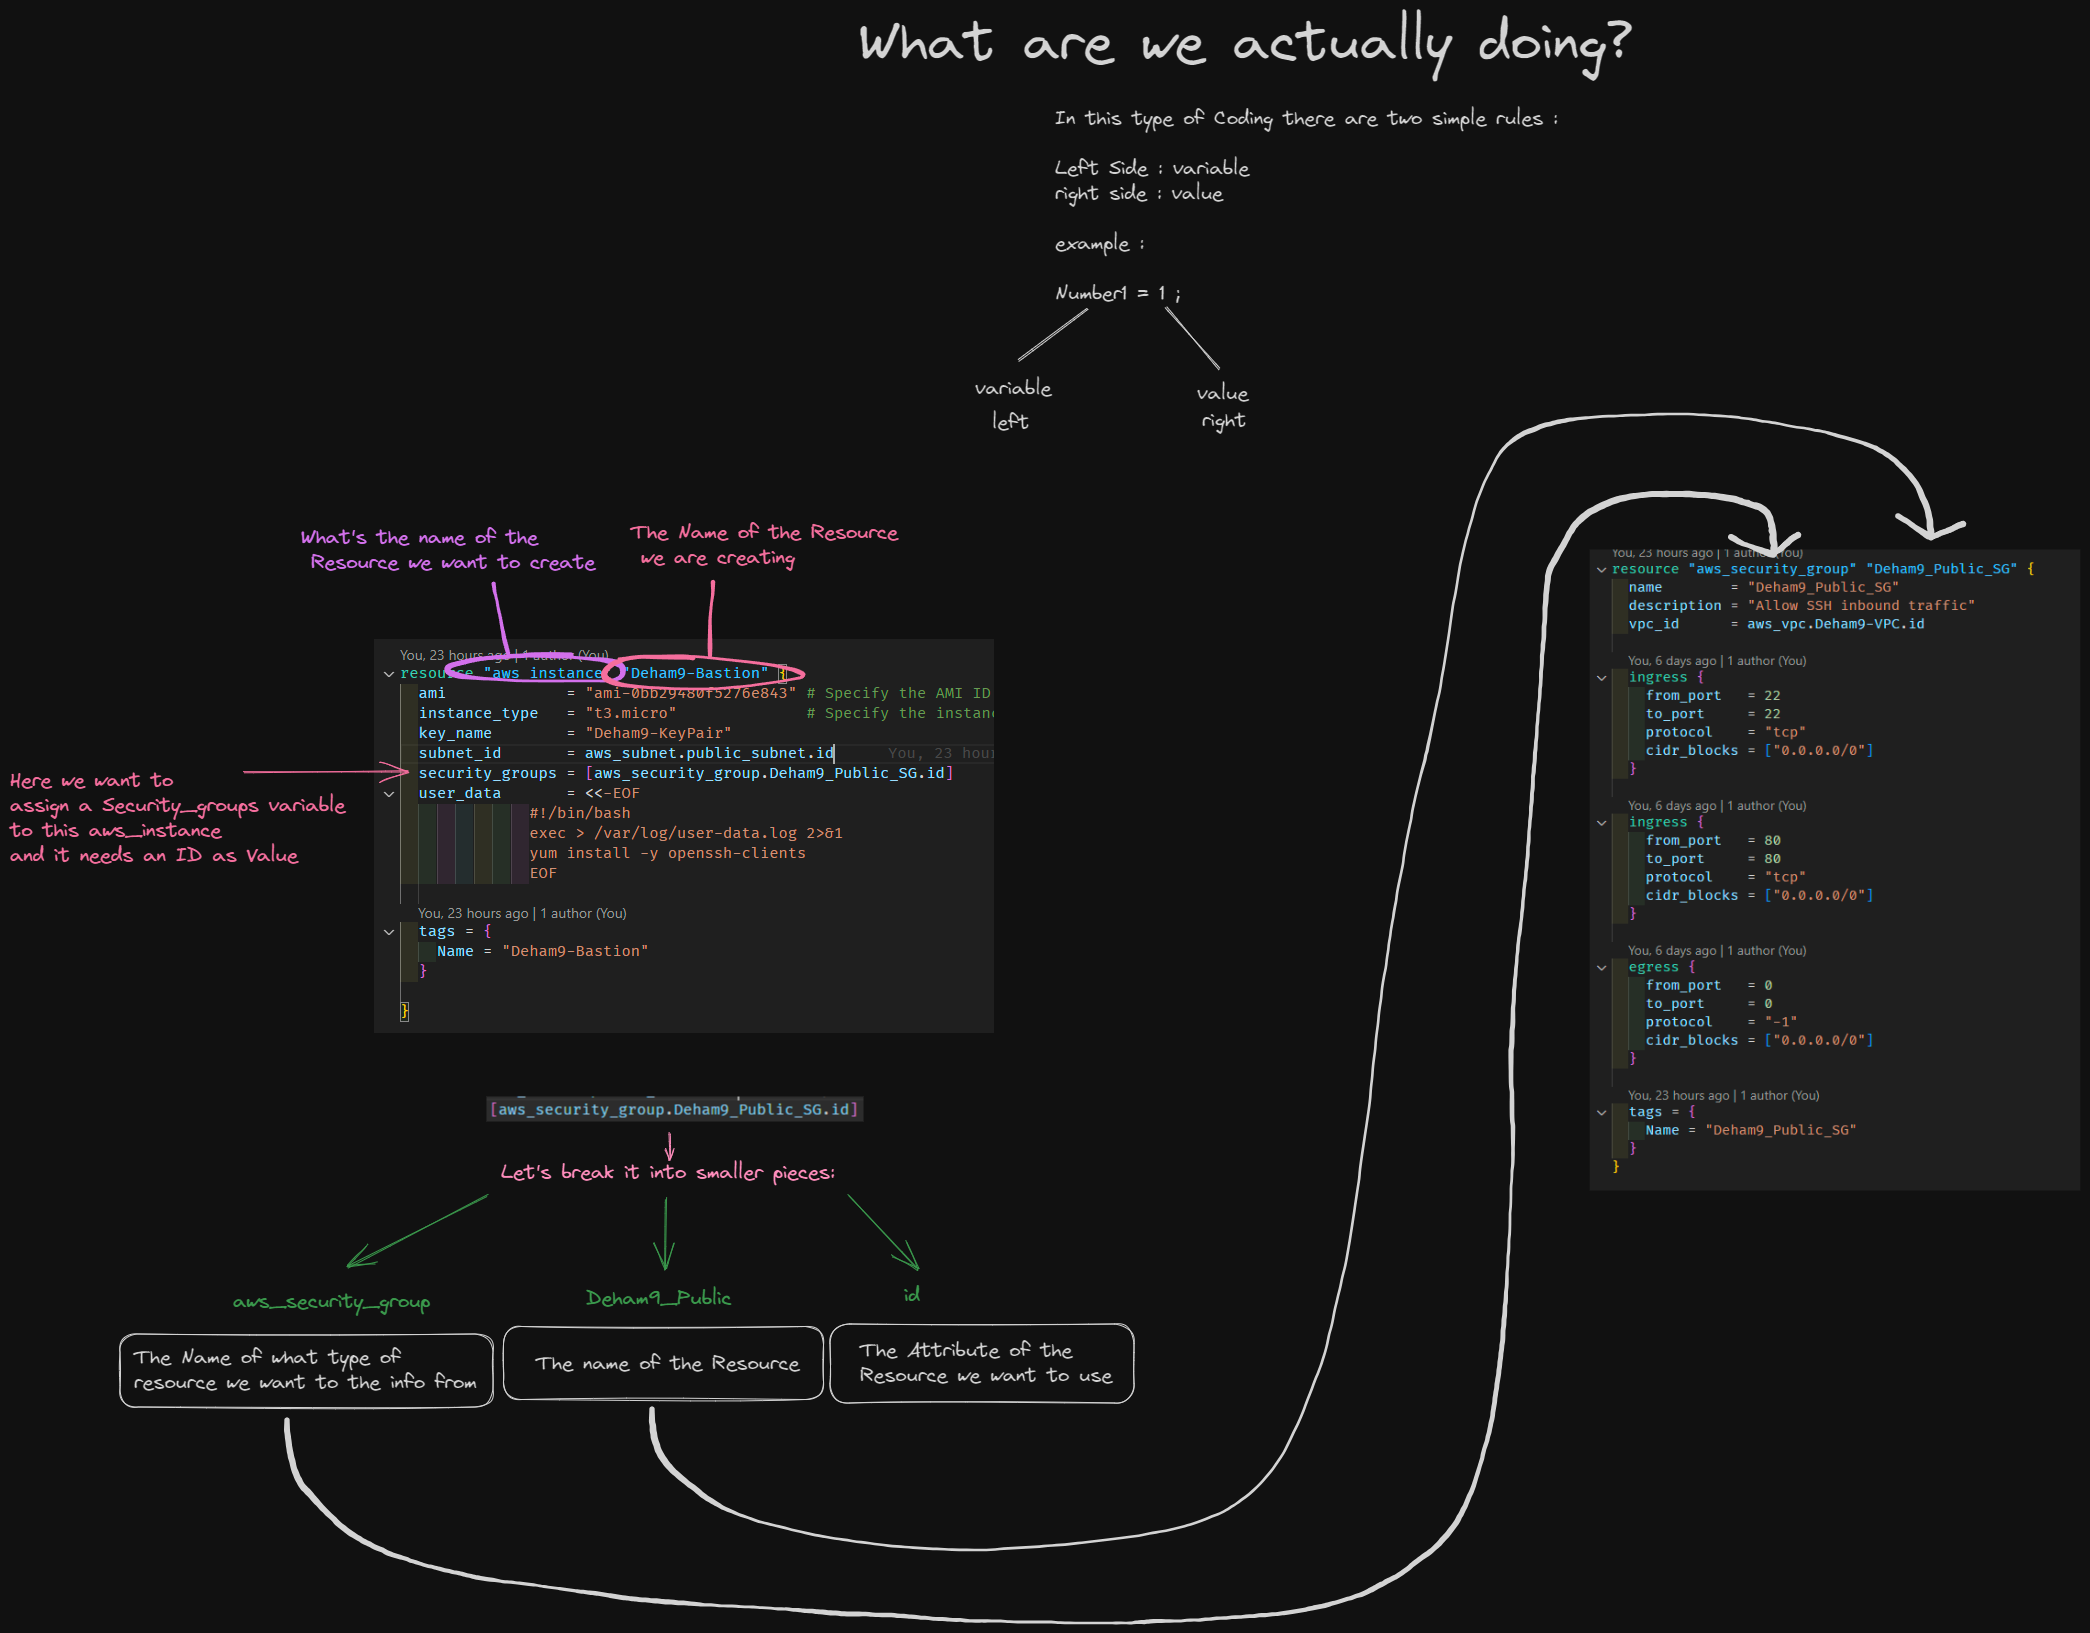 What are we actually doing?
In this type of Coding there are two simple rules :
Left Side : variable
right side : value
example :
Number1 = 1 ;
variable
left
value
right
What's the name of the
Resource we want to create
The Name of the Resource
we are creating
You, 23 hours ago | 1 author (You)
resource "aws_instance" "Deham9-Bastion" {
ami = "ami-0bb29480f5276e843" # Specify the AMI ID
instance_type = "t3.micro" # Specify the instanc
key_name = "Deham9-KeyPair"
subnet_id = aws_subnet.public_subnet.id You, 23 hour
security_groups = [aws_security_group.Deham9_Public_SG.id]
user_data = <<-EOF
#!/bin/bash
exec > /var/log/user-data.log 2>&1
yum install -y openssh-clients
EOF
You, 23 hours ago | 1 author (You)
tags = {
Name = "Deham9-Bastion"
}
}
Here we want to
assign a Security_groups variable
to this aws_instance
and it needs an ID as Value
[aws_security_group.Deham9_Public_SG.id]
Let's break it into smaller pieces:
aws_security_group
Deham9_Public
id
The Name of what type of
resource we want to the info from
The name of the Resource
The Attribute of the
Resource we want to use
You, 23 hours ago | 1 author (You)
resource "aws_security_group" "Deham9_Public_SG" {
name = "Deham9_Public_SG"
description = "Allow SSH inbound traffic"
vpc_id = aws_vpc.Deham9-VPC.id
You, 6 days ago | 1 author (You)
ingress {
from_port = 22
to_port = 22
protocol = "tcp"
cidr_blocks = ["0.0.0.0/0"]
}
You, 6 days ago | 1 author (You)
ingress {
from_port = 80
to_port = 80
protocol = "tcp"
cidr_blocks = ["0.0.0.0/0"]
}
You, 6 days ago | 1 author (You)
egress {
from_port = 0
to_port = 0
protocol = "-1"
cidr_blocks = ["0.0.0.0/0"]
}
You, 23 hours ago | 1 author (You)
tags = {
Name = "Deham9_Public_SG"
}
}